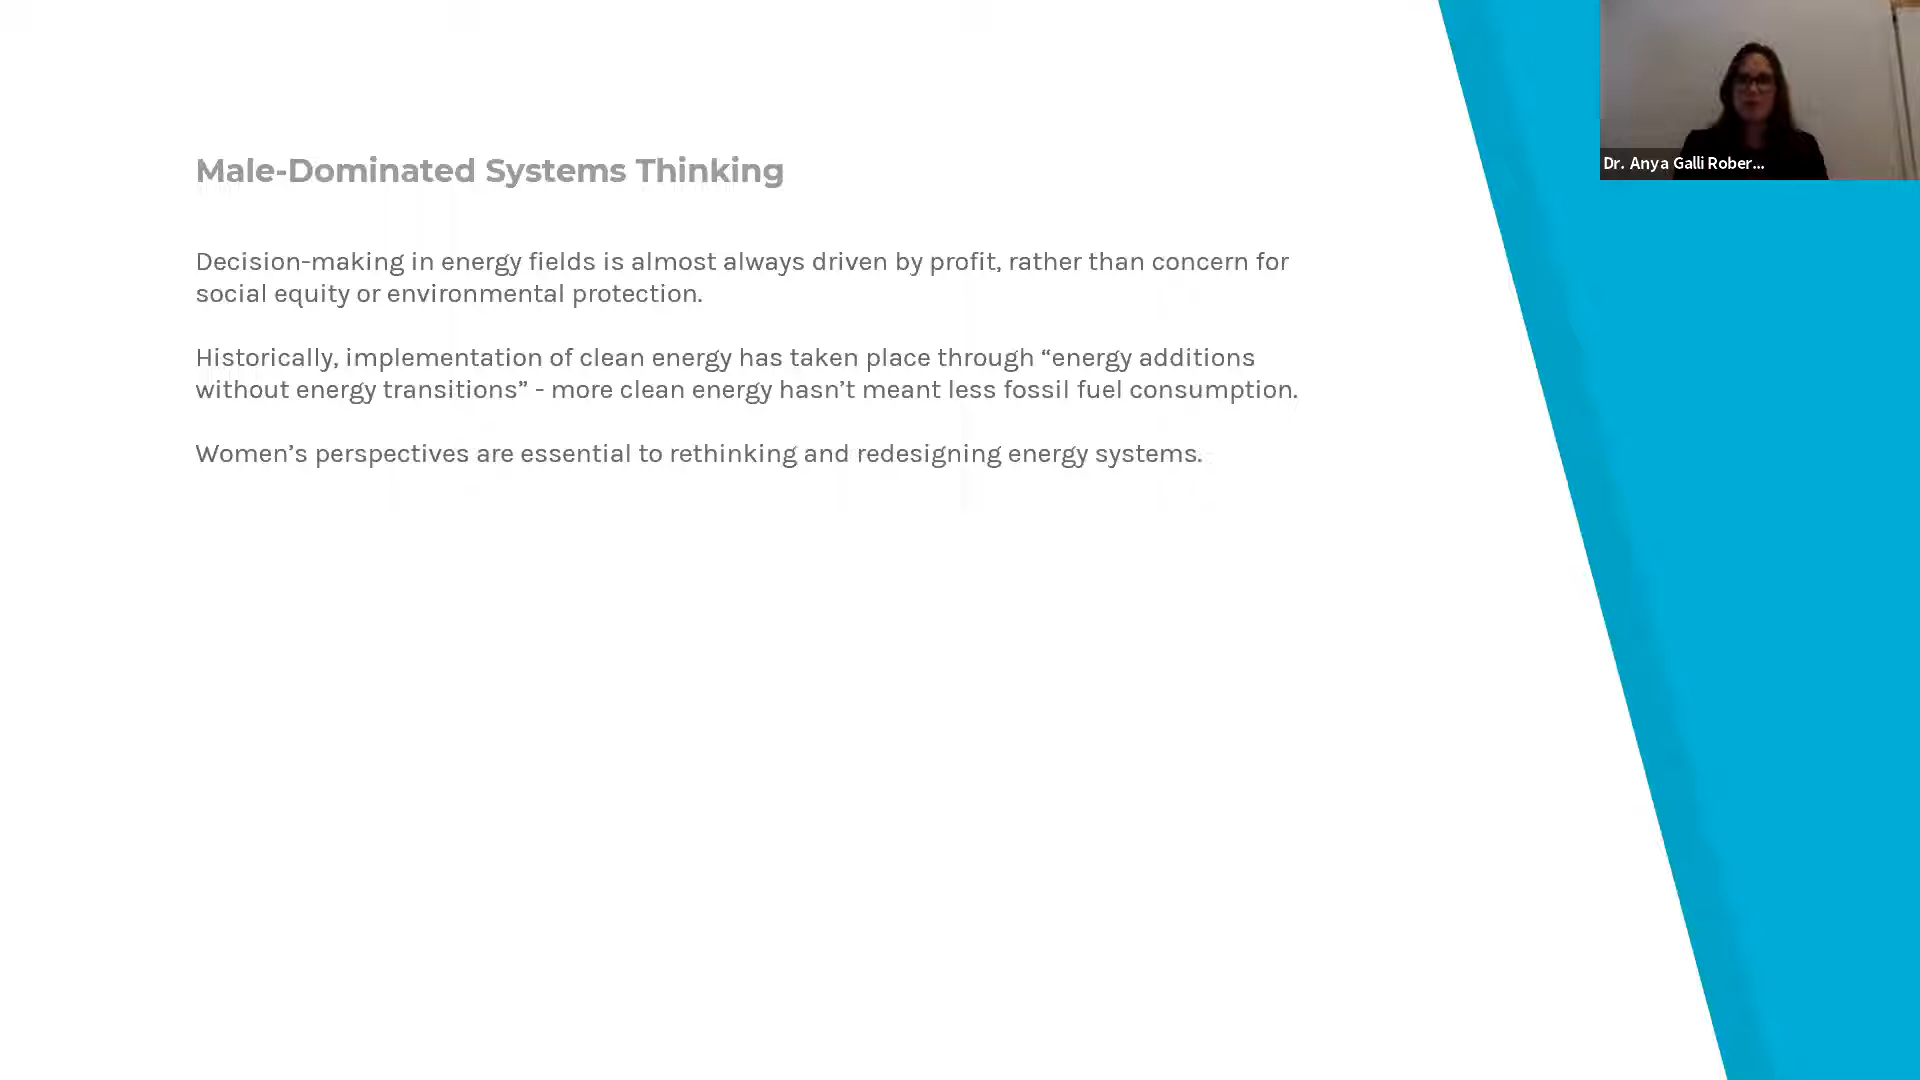 Male-Dominated Systems Thinking
Decision-making in energy fields is almost always driven by profit, rather than concern for
social equity or environmental protection.
Historically, implementation of clean energy has taken place through “energy additions
without energy transitions” - more clean energy hasn’t meant less fossil fuel consumption.
Women’s perspectives are essential to rethinking and redesigning energy systems.
Dr. Anya Galli Rober...